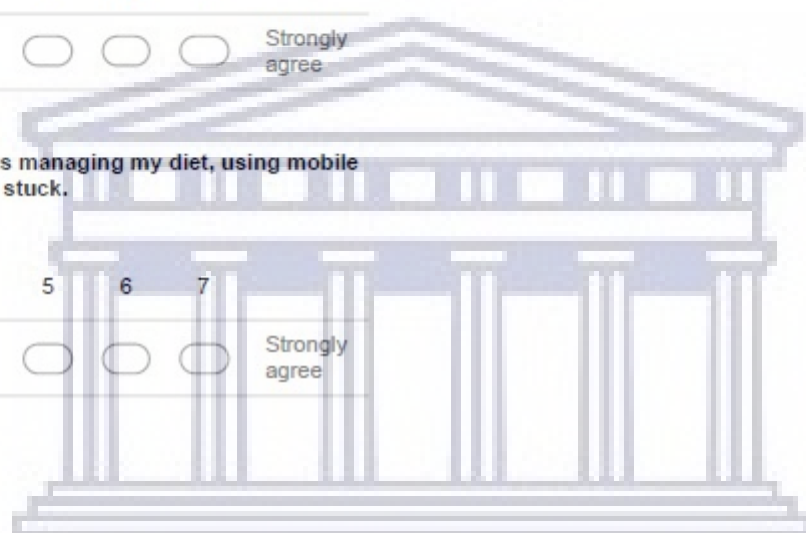 Strongly
agree
s managing my diet, using mobile
stuck.
5 6 7
Strongly
agree